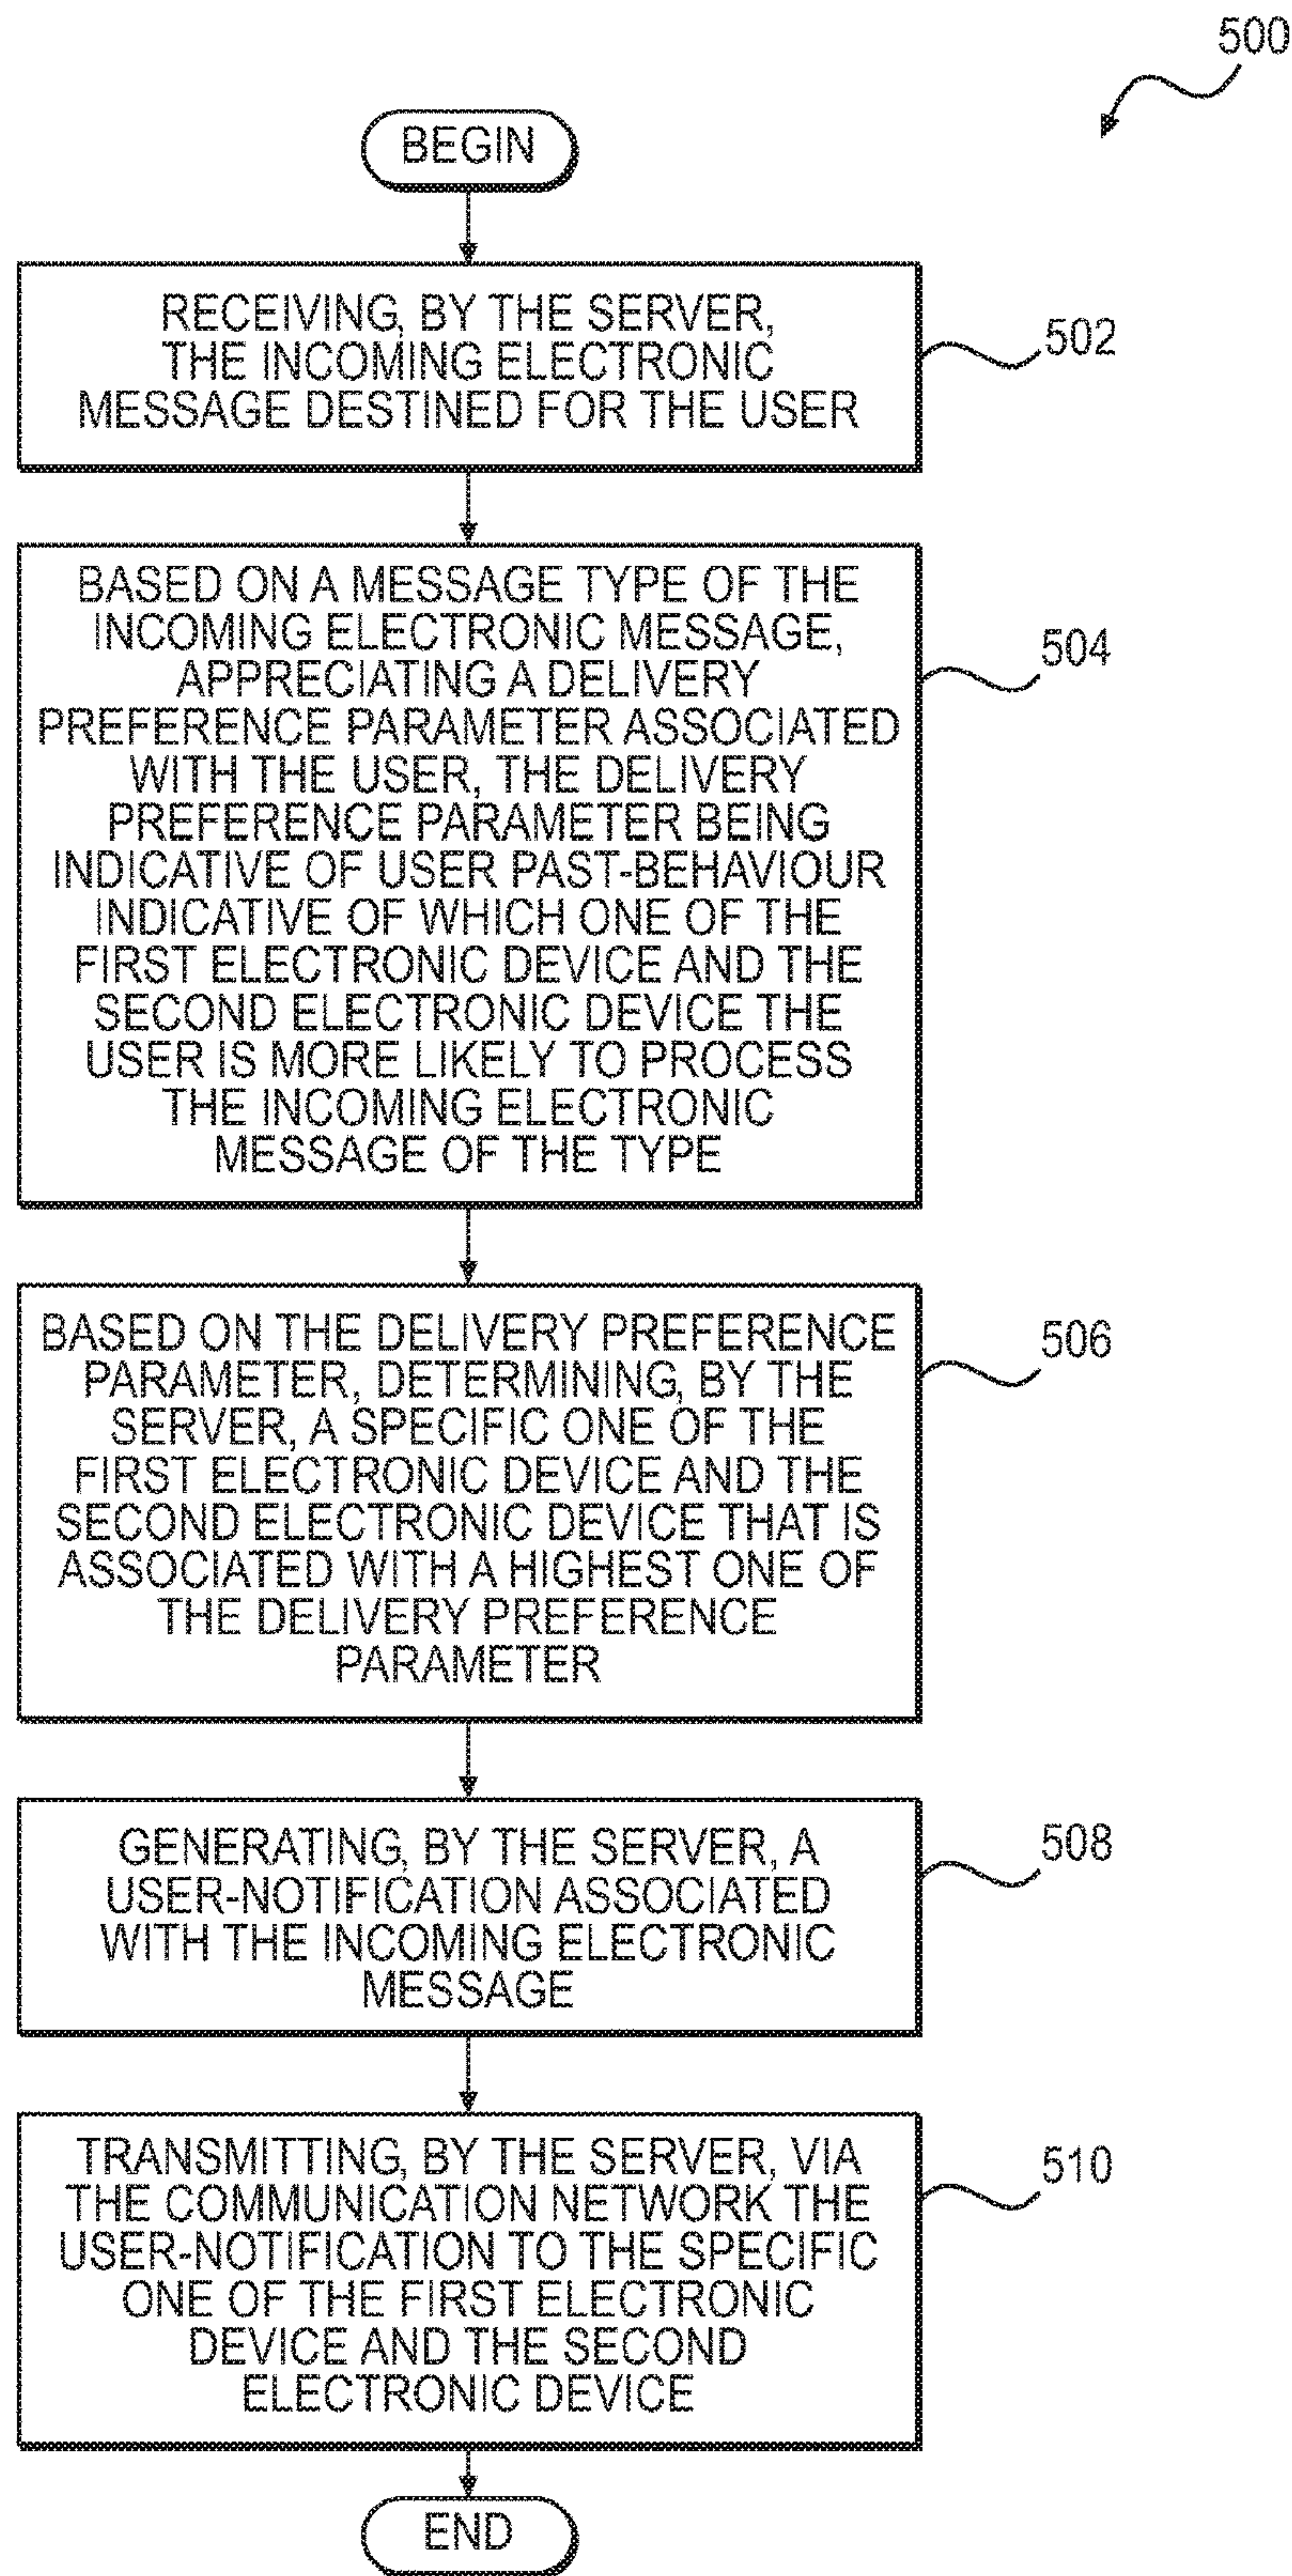 500
BEGIN
RECEIVING, BY THE SERVER,
THE INCOMING ELECTRONIC
MESSAGE DESTINED FOR THE USER
502
BASED ON A MESSAGE TYPE OF THE
INCOMING ELECTRONIC MESSAGE,
APPRECIATING A DELIVERY
PREFERENCE PARAMETER ASSOCIATED
WITH THE USER, THE DELIVERY
PREFERENCE PARAMETER BEING
INDICATIVE OF USER PAST-BEHAVIOUR
INDICATIVE OF WHICH ONE OF THE
FIRST ELECTRONIC DEVICE AND THE
SECOND ELECTRONIC DEVICE THE
USER IS MORE LIKELY TO PROCESS
THE INCOMING ELECTRONIC
MESSAGE OF THE TYPE
504
BASED ON THE DELIVERY PREFERENCE
PARAMETER, DETERMINING, BY THE
SERVER, A SPECIFIC ONE OF THE
FIRST ELECTRONIC DEVICE AND THE
SECOND ELECTRONIC DEVICE THAT IS
ASSOCIATED WITH A HIGHEST ONE OF
THE DELIVERY PREFERENCE
PARAMETER
506
GENERATING, BY THE SERVER, A
USER-NOTIFICATION ASSOCIATED
WITH THE INCOMING ELECTRONIC
MESSAGE
508
TRANSMITTING, BY THE SERVER, VIA
THE COMMUNICATION NETWORK THE
USER-NOTIFICATION TO THE SPECIFIC
ONE OF THE FIRST ELECTRONIC
DEVICE AND THE SECOND
ELECTRONIC DEVICE
510
END